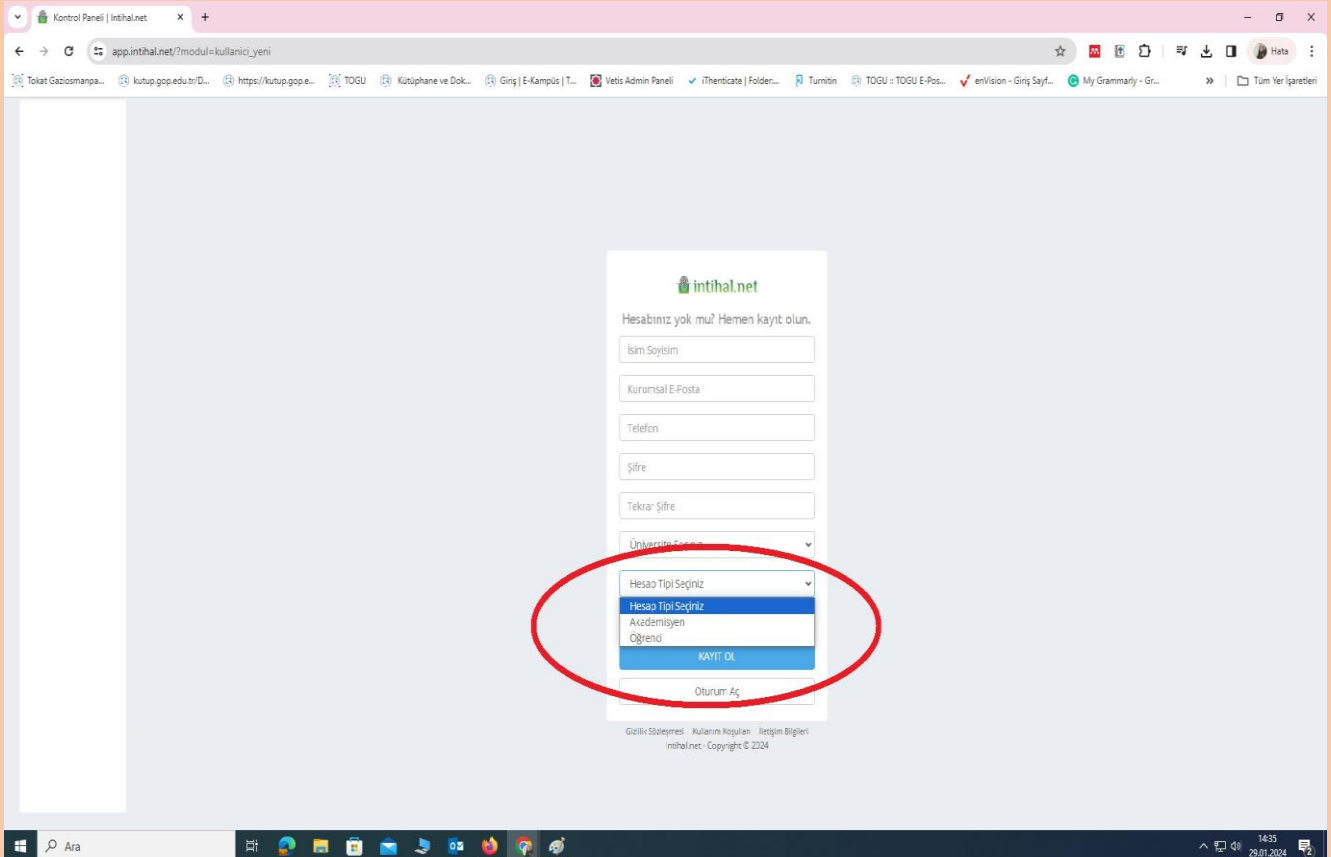 Kontrol Paneli | İntihal.net
app.intihal.net/?modul=kullanici_yeni
Hata
Tokat Gaziosmanpa... kutup.gop.edu.tr/D... https://kutup.gop.e... TOGU Kütüphane ve Dok... Giriş | E-Kampüs | T... Vetis Admin Paneli iThenticate | Folder:... Turnitin TOGU :: TOGU E-Pos... enVision - Giriş Sayf... My Grammarly - Gr... » Tüm Yer İşaretleri
intihal.net
Hesabınız yok mu? Hemen kayıt olun.
İsim Soyisim
Kurumsal E-Posta
Telefon
Şifre
Tekrar Şifre
Üniversite Seçiniz
Hesap Tipi Seçiniz
Hesap Tipi Seçiniz
Akademisyen
Öğrenci
KAYIT OL
Oturum Aç
Gizlilik Sözleşmesi Kullanım Koşulları İletişim Bilgileri
intihal.net - Copyright © 2024
Ara
14:35
29.01.2024